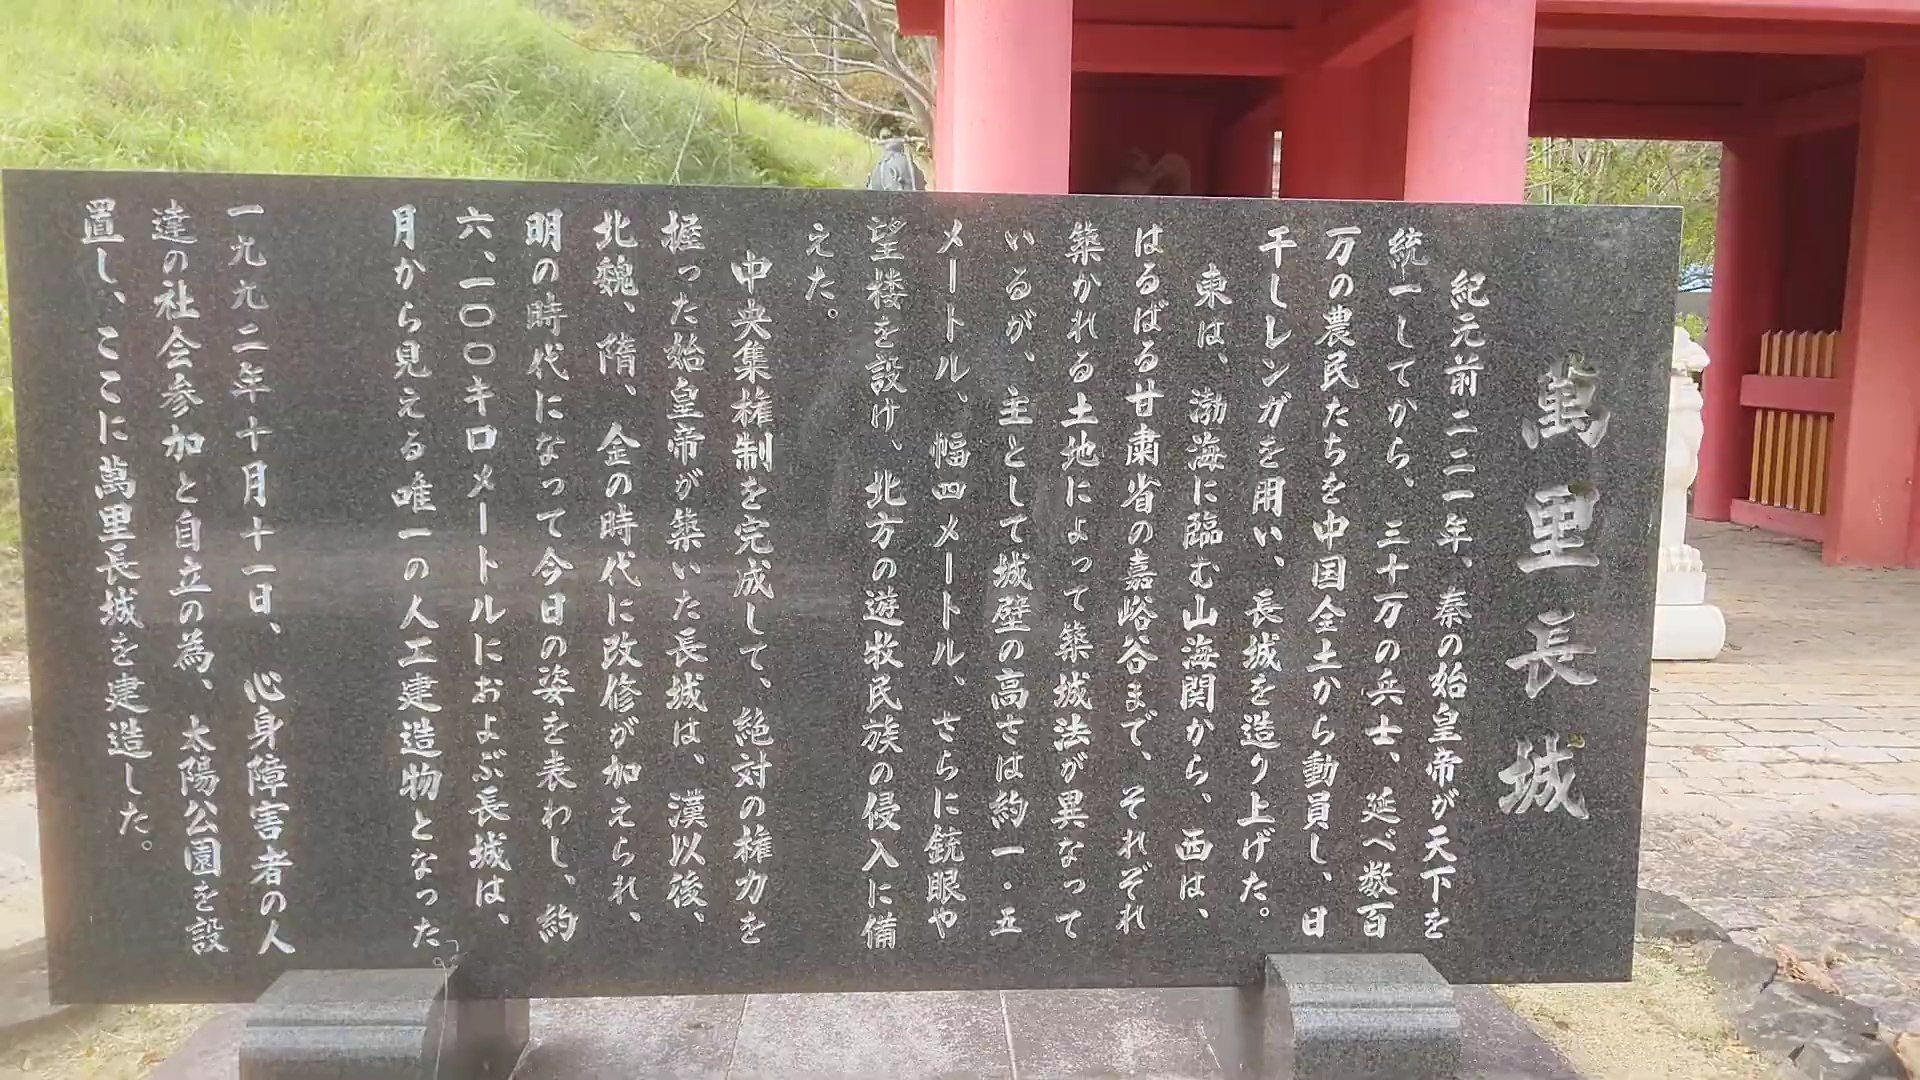 萬里長城
紀元前二二一年、秦の始皇帝が天下を
統一してから、三十万の兵士、延べ数百
万の農民たちを中国全土から動員し、日
干しレンガを用い、長城を造り上げた。
東は、渤海に臨む山海関から、西は、
はるばる甘粛省の嘉峪谷まで、それぞれ
築かれる土地によって築城法が異なって
いるが、主として城壁の高さは約一・五
メートル、幅四メートル、さらに銃眼や
望楼を設け、北方の遊牧民族の侵入に備
えた。
中央集権制を完成して、絶対の権力を
握った始皇帝が築いた長城は、漢以後、
北魏、隋、金の時代に改修が加えられ、
明の時代になって今日の姿を表わし、約
六、一〇〇キロメートルにおよぶ長城は、
月から見える唯一の人工建造物となった。
一九九二年十月十一日、心身障害者の人
達の社会参加と自立の為、太陽公園を設
置し、ここに萬里長城を建造した。